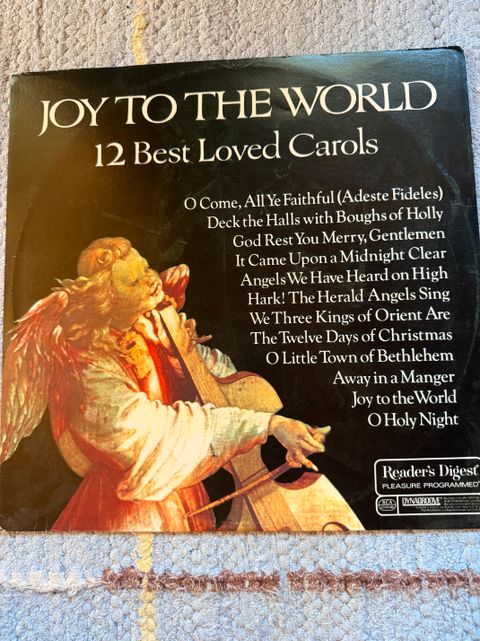 JOY TO THE WORLD
12 Best Loved Carols
O Come, All Ye Faithful (Adeste Fideles)
Deck the Halls with Boughs of Holly
God Rest You Merry, Gentlemen
It Came Upon a Midnight Clear
Angels We Have Heard on High
Hark! The Herald Angels Sing
We Three Kings of Orient Are
The Twelve Days of Christmas
O Little Town of Bethlehem
Away in a Manger
Joy to the World
O Holy Night
Reader's Digest
PLEASURE PROGRAMMED
RCA DYNAGROOVE